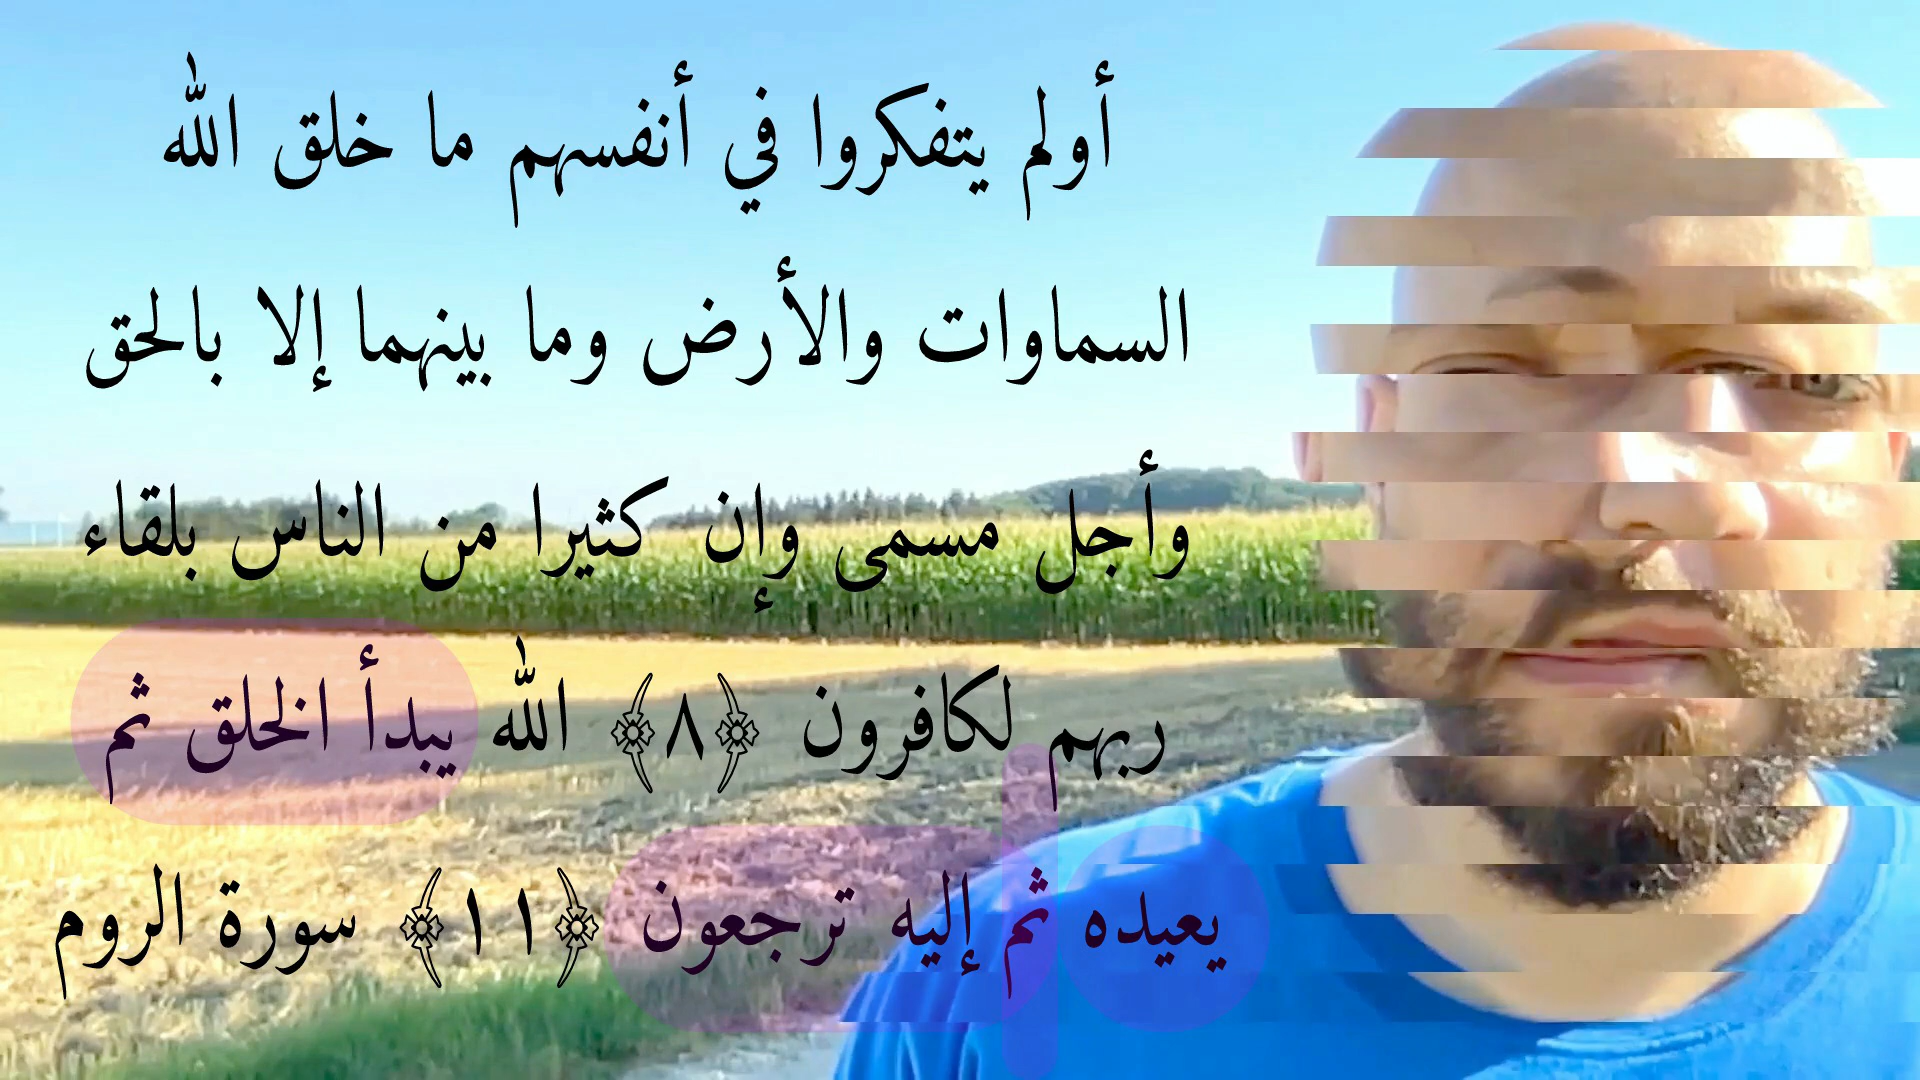 أولم يتفكروا في أنفسهم ما خلق الله
السماوات والأرض وما بينهما إلا بالحق
وأجل مسمى وإن كثيرا من الناس بلقاء
ربهم لكافرون ﴿٨﴾ الله يبدأ الخلق ثم
يعيده ثم إليه ترجعون ﴿١١﴾ سورة الروم